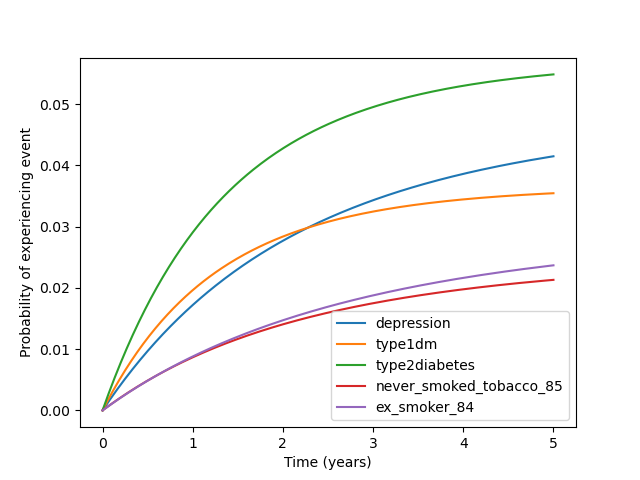 Probability of experiencing event
0.05
0.04
0.03
0.02
0.01
0.00
depression
type1dm
type2diabetes
never_smoked_tobacco_85
ex_smoker_84
0 1 2 3 4 5
Time (years)